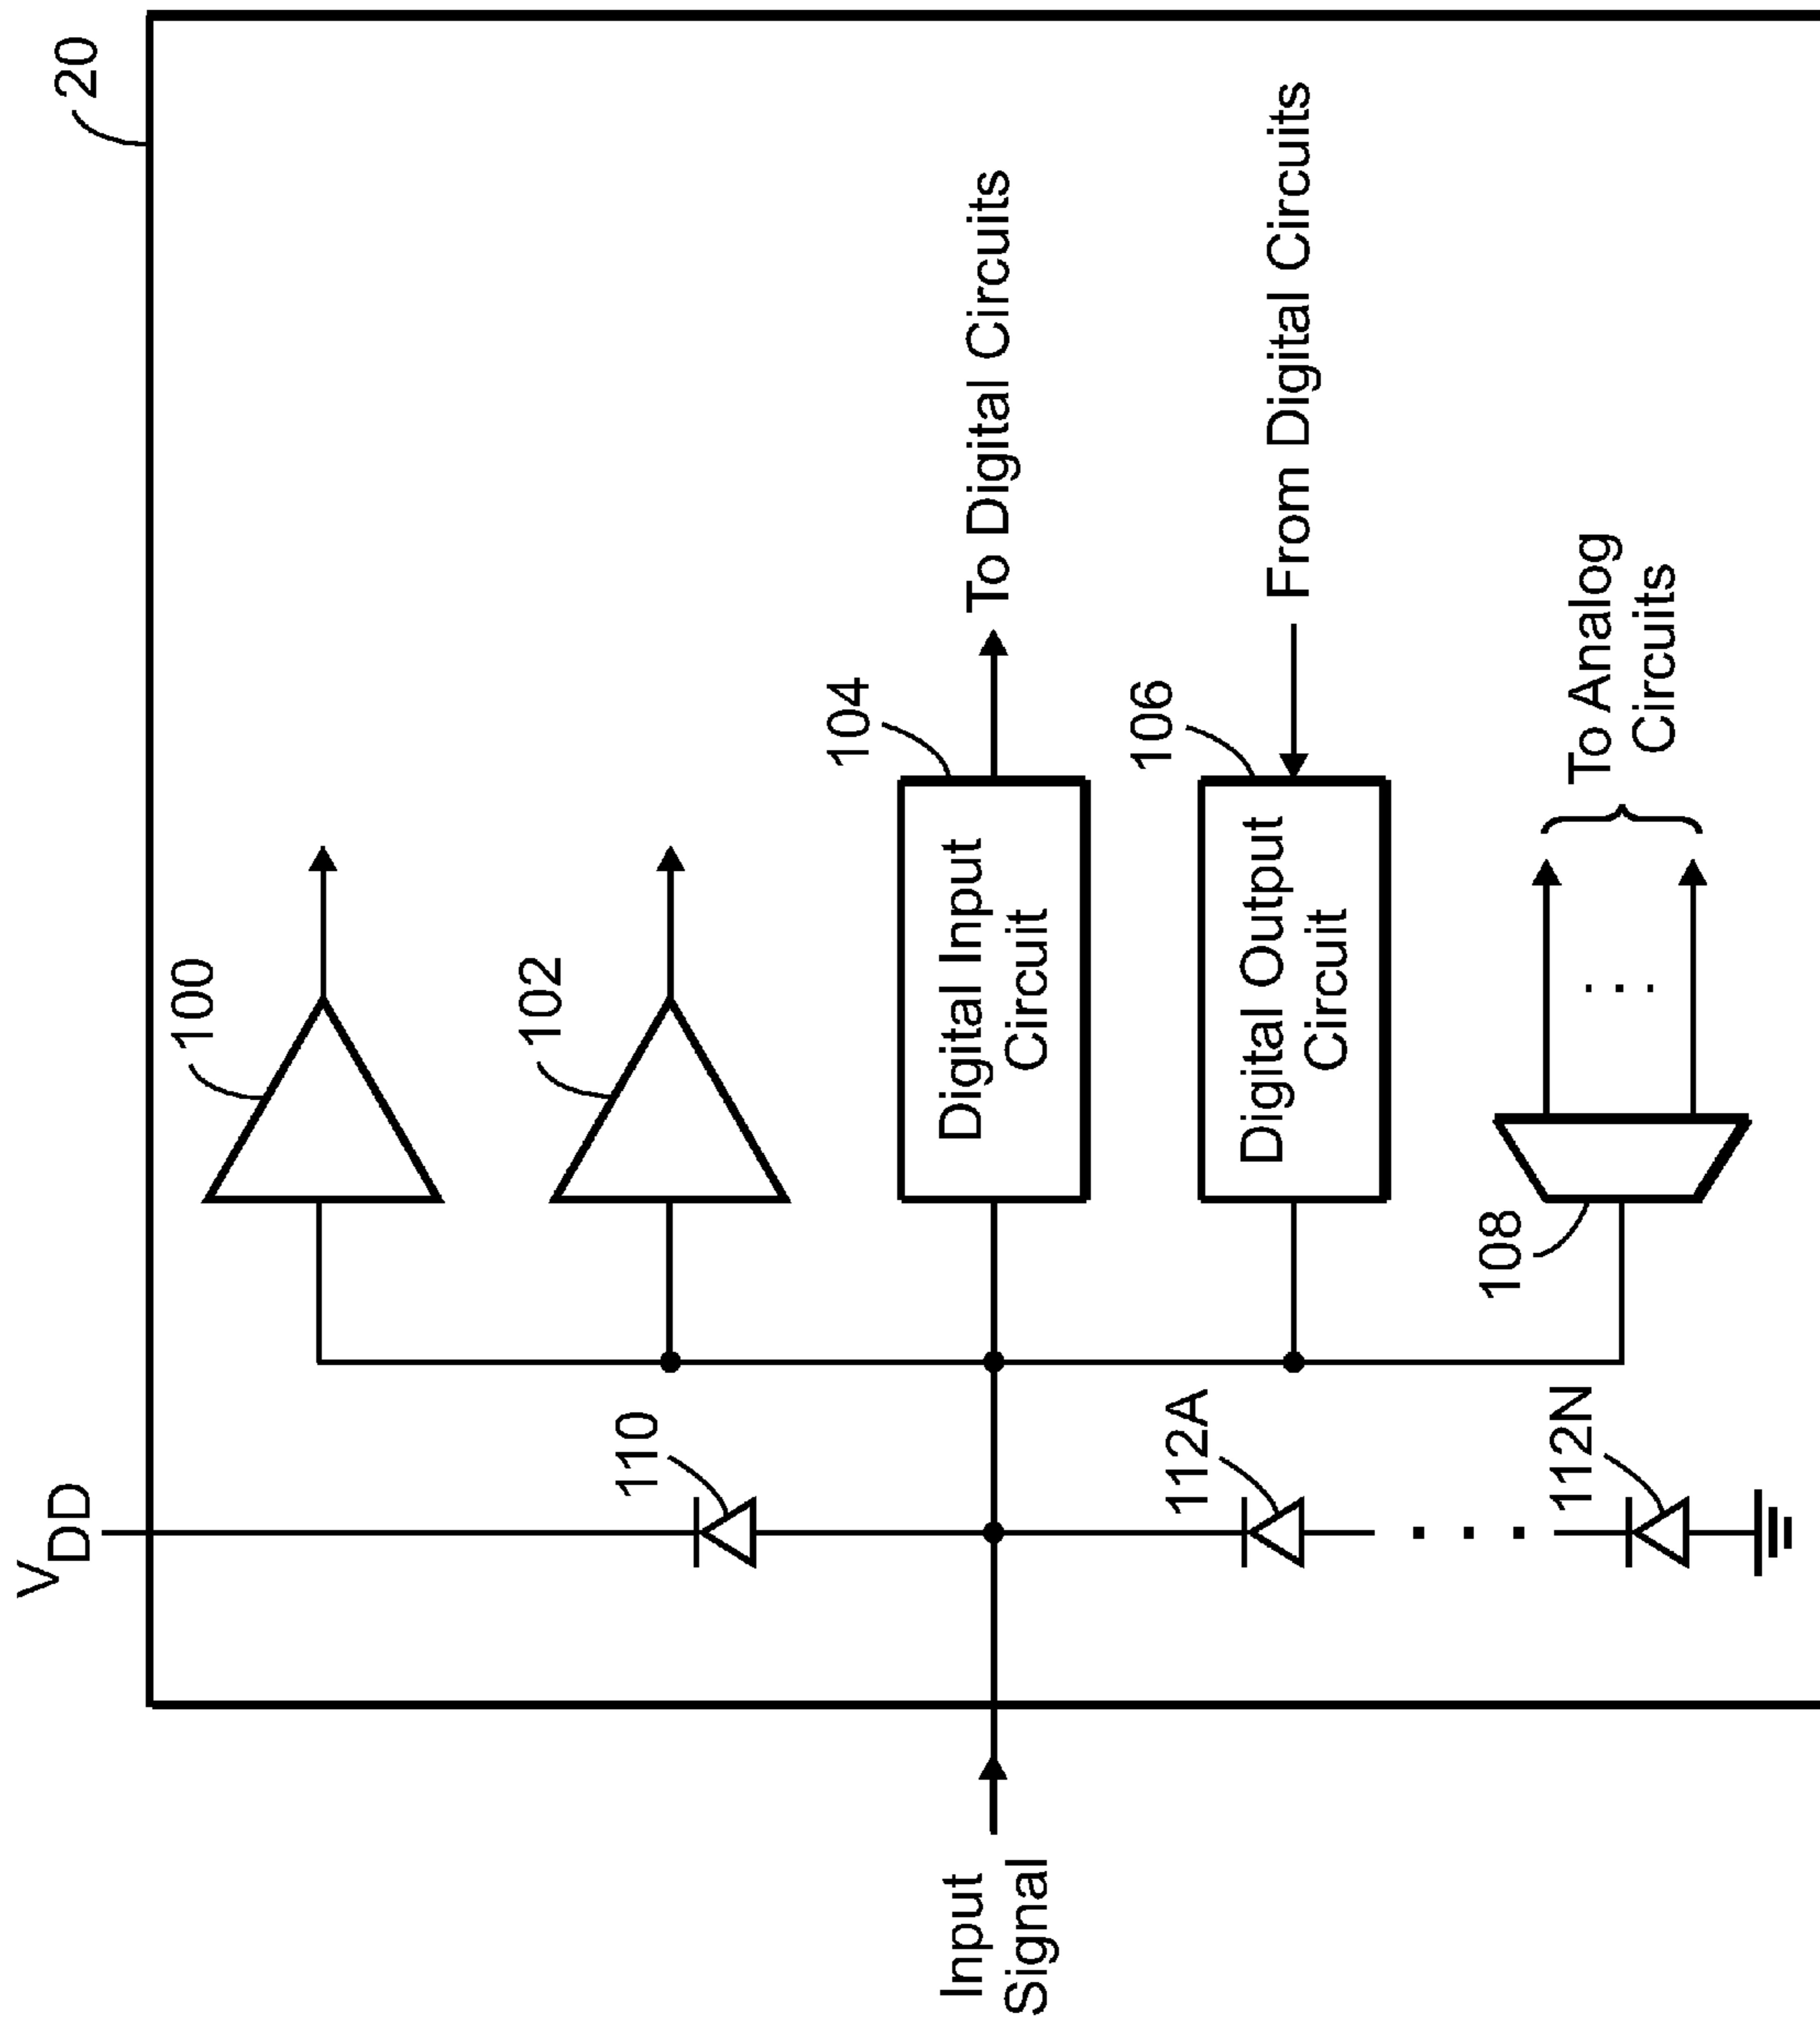 20
V
DD
100
102
110
104
Input
Signal
Digital Input
Circuit
To Digital Circuits
106
112A
Digital Output
Circuit
From Digital Circuits
108
112N
To Analog
Circuits